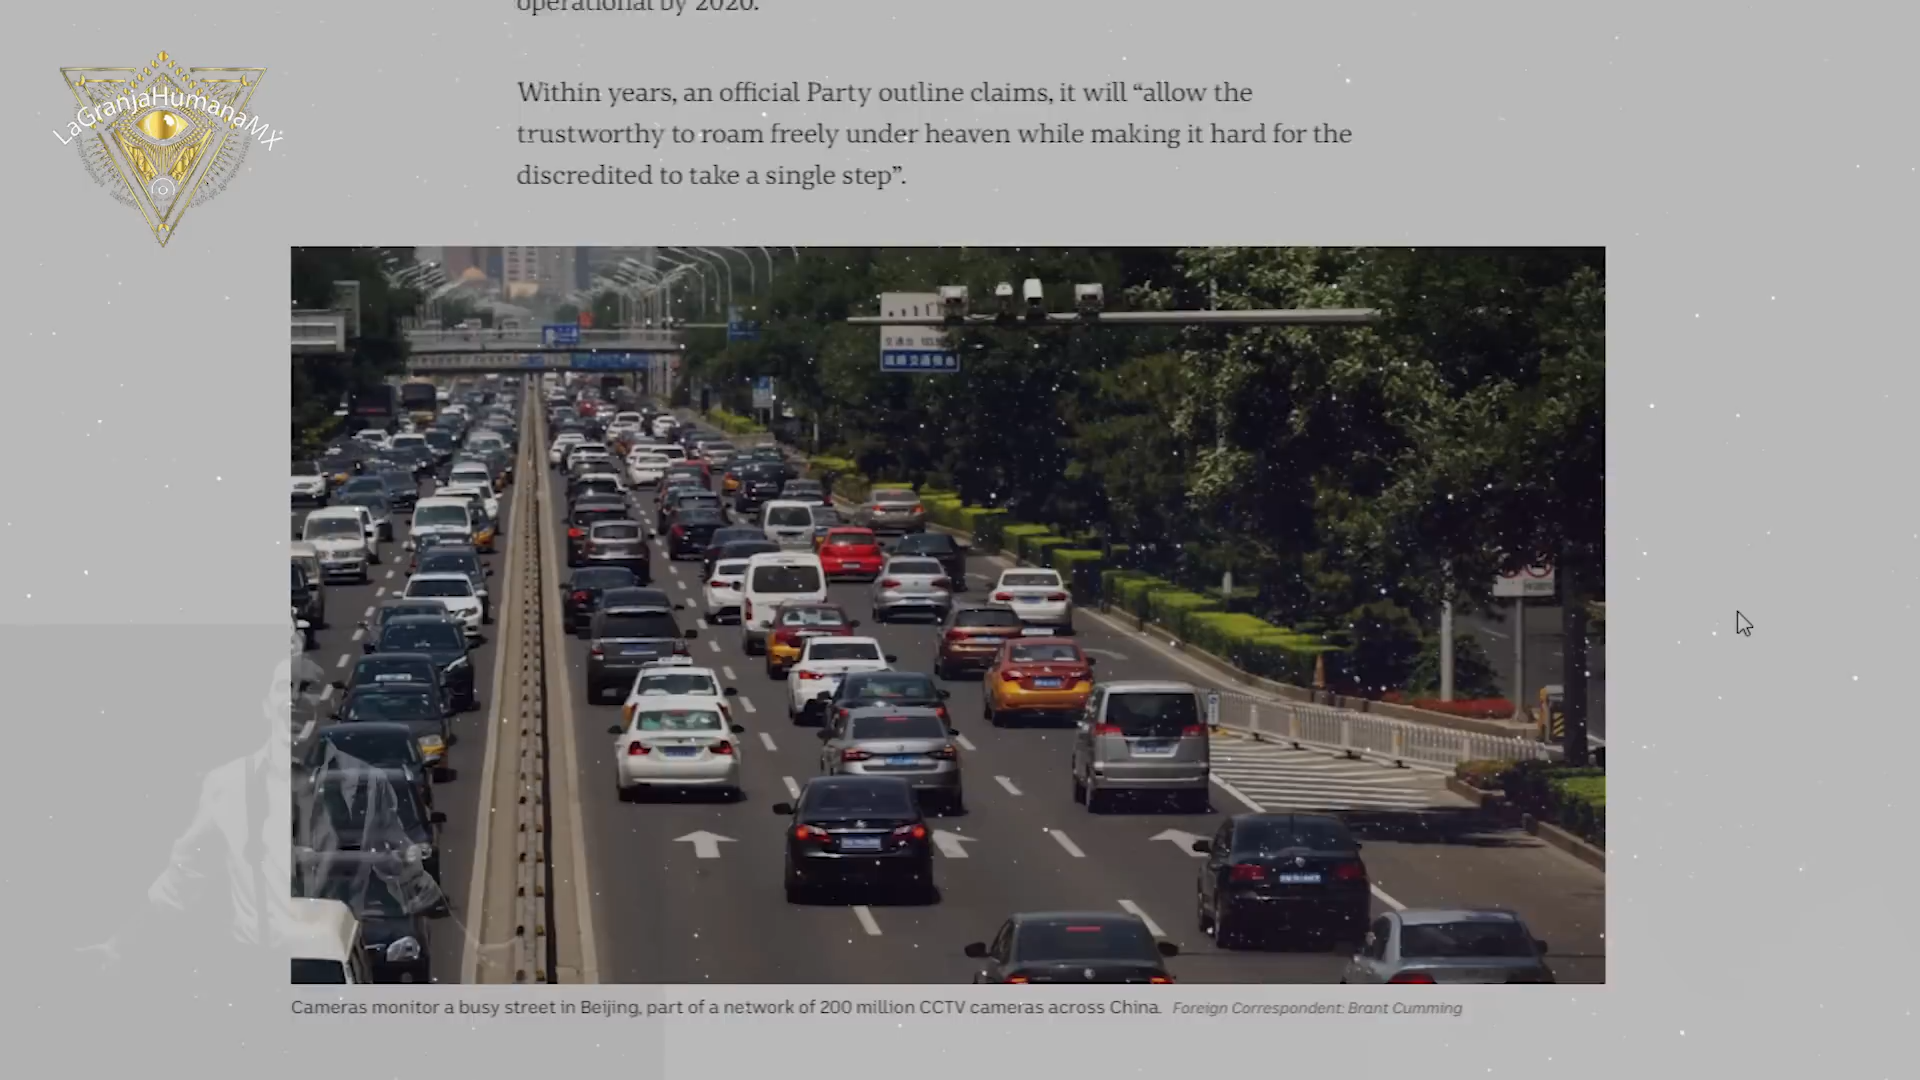 operational by 2020.
LaGranjaHumanaMX
Within years, an official Party outline claims, it will “allow the
trustworthy to roam freely under heaven while making it hard for the
discredited to take a single step”.
Cameras monitor a busy street in Beijing, part of a network of 200 million CCTV cameras across China. Foreign Correspondent: Brant Cumming